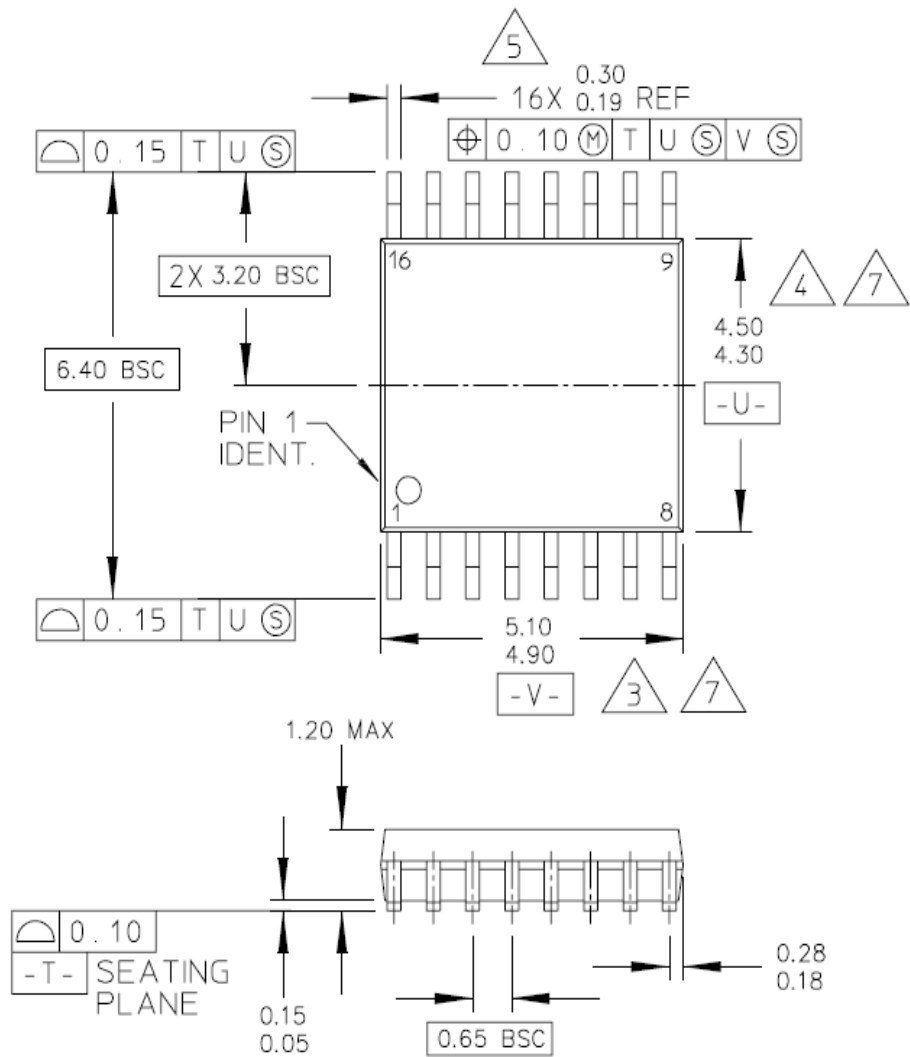 5
0.30
16X 0.19 REF
⌖ 0.10 Ⓜ T U Ⓢ V Ⓢ
⌓ 0.15 T U Ⓢ
16 9
2X 3.20 BSC
4 7
4.50
4.30
6.40 BSC
-U-
PIN 1
IDENT.
1 8
⌓ 0.15 T U Ⓢ
5.10
4.90
-V- 3 7
1.20 MAX
⌓ 0.10
-T- SEATING
PLANE
0.15
0.05
0.65 BSC
0.28
0.18